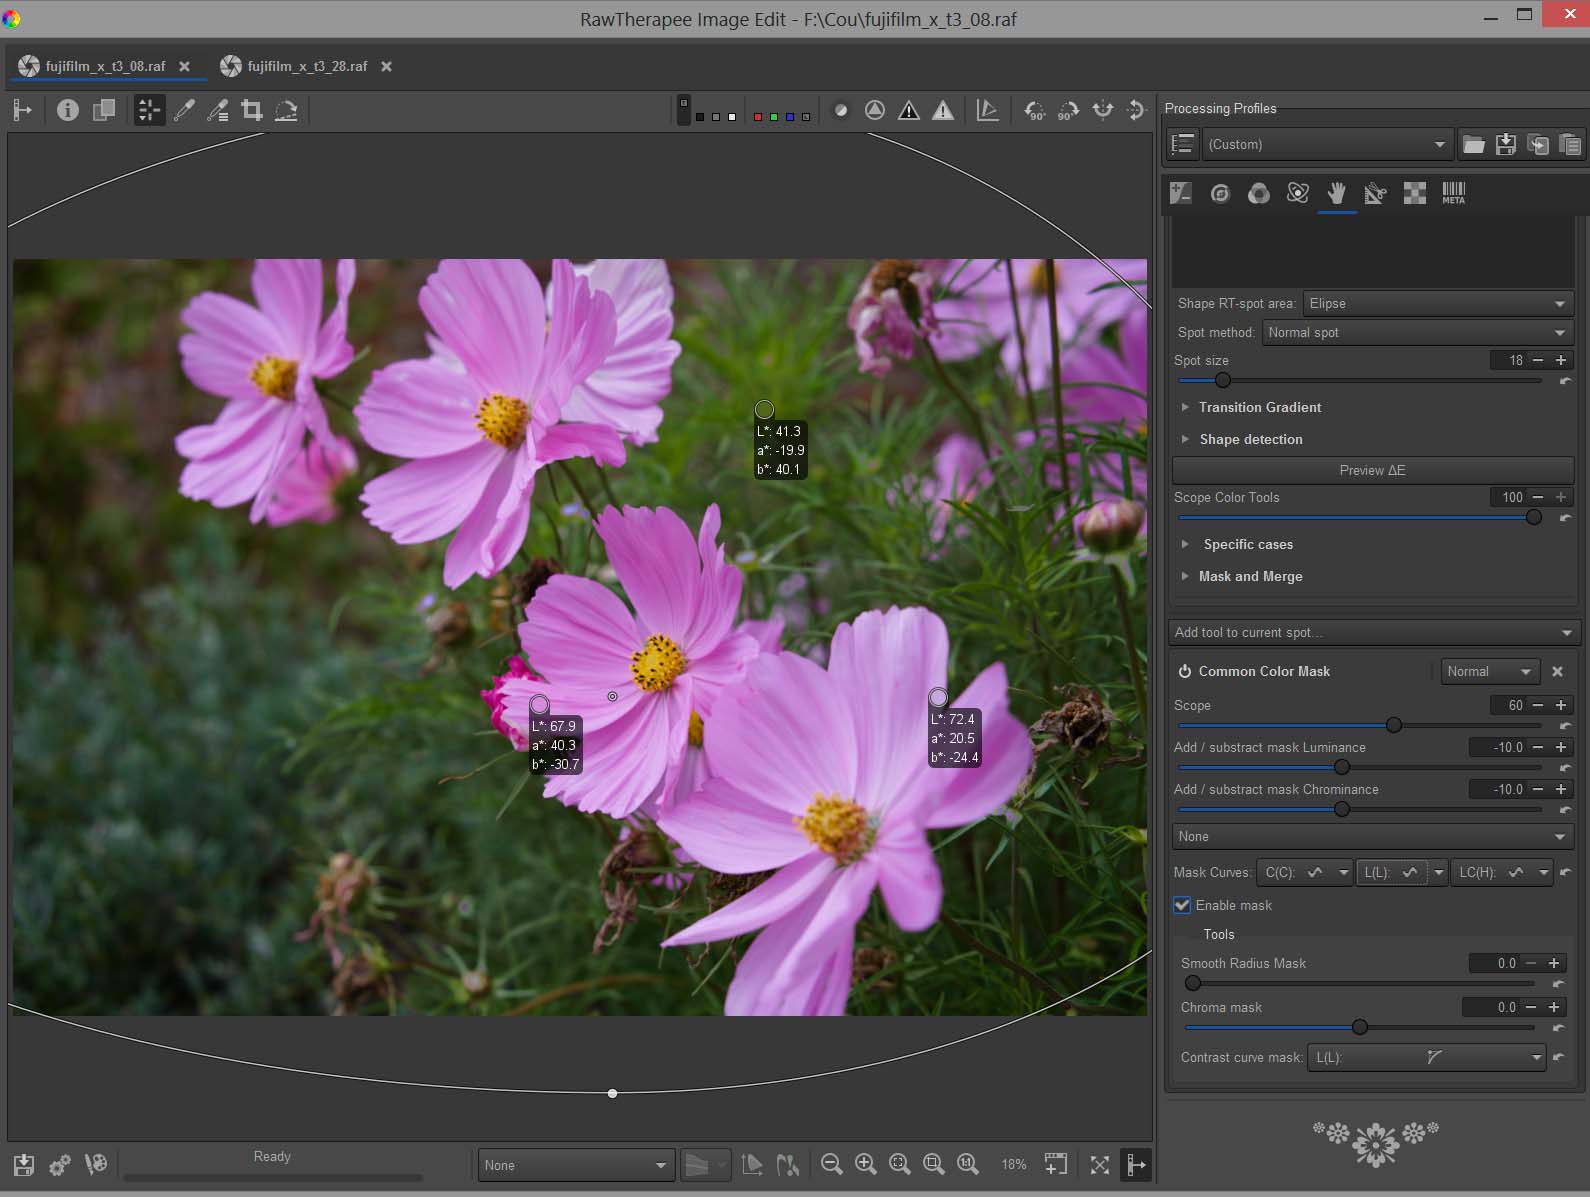 RawTherapee Image Edit - F:\Cou\fujifilm_x_t3_08.raf
fujifilm_x_t3_08.raf
fujifilm_x_t3_28.raf
90°
90°
Processing Profiles
(Custom)
META
Shape RT-spot area: Elipse
Spot method: Normal spot
Spot size 18
Transition Gradient
Shape detection
Preview ΔE
Scope Color Tools 100
Specific cases
Mask and Merge
Add tool to current spot...
Common Color Mask Normal
Scope 60
Add / substract mask Luminance -10.0
Add / substract mask Chrominance -10.0
None
Mask Curves: C(C): L(L): LC(H):
Enable mask
Tools
Smooth Radius Mask 0.0
Chroma mask 0.0
Contrast curve mask: L(L):
L*: 41.3
a*: -19.9
b*: 40.1
L*: 67.9
a*: 40.3
b*: -30.7
L*: 72.4
a*: 20.5
b*: -24.4
Ready
None
1:1
18%